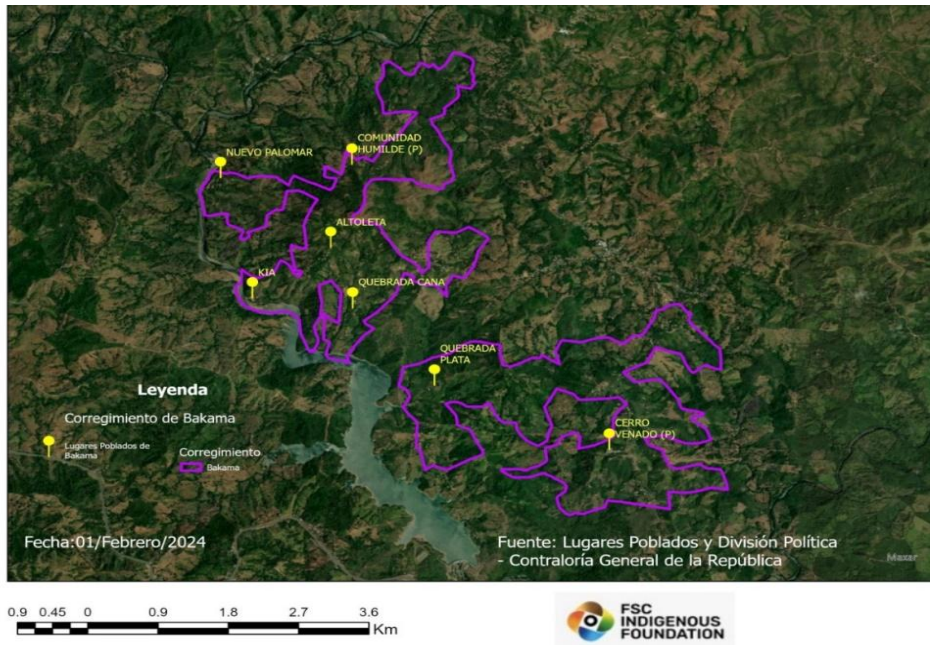 COMUNIDAD
HUMILDE (P)
NUEVO PALOMAR
ALTOLETA
KIA
QUEBRADA CANA
QUEBRADA
PLATA
CERRO
VENADO (P)
Leyenda
Corregimiento de Bakama
Lugares Poblados de
Bakama
Corregimiento
Bakama
Fecha:01/Febrero/2024
Fuente: Lugares Poblados y División Política
- Contraloría General de la República
Maxar
0.9 0.45 0 0.9 1.8 2.7 3.6
Km
FSC
INDIGENOUS
FOUNDATION